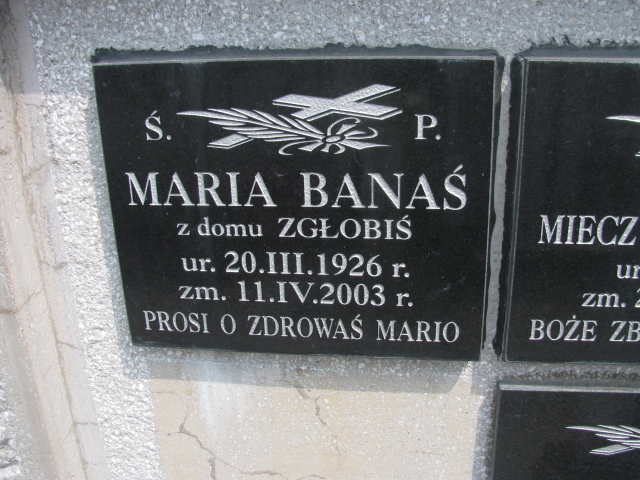 Ś. P.
MARIA BANAŚ
z domu ZGŁOBIŚ
ur. 20.III.1926 r.
zm. 11.IV.2003 r.
PROSI O ZDROWAŚ MARIO
MIECZ
ur
zm. 2
BOŻE ZB